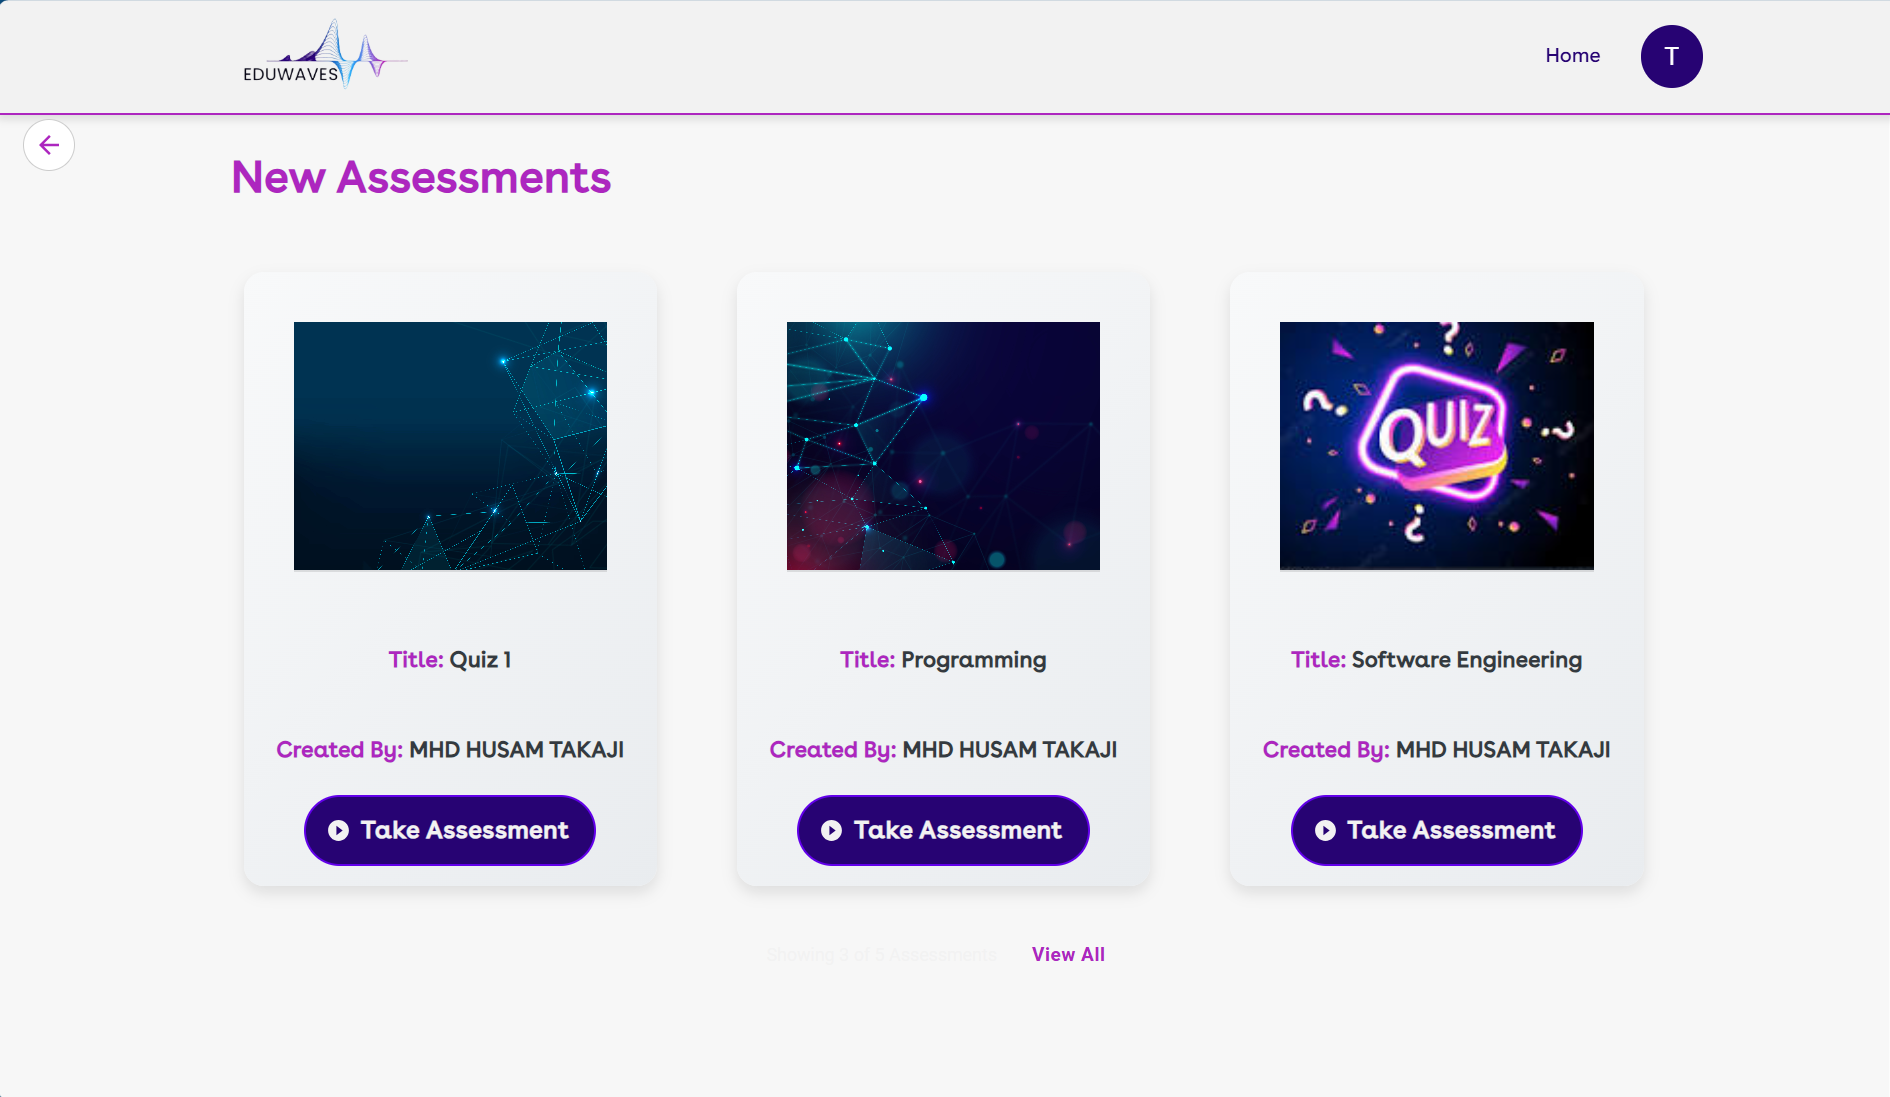 EDUWAVES
Home
T
New Assessments
QUIZ
Title: Quiz 1
Title: Programming
Title: Software Engineering
Created By: MHD HUSAM TAKAJI
Created By: MHD HUSAM TAKAJI
Created By: MHD HUSAM TAKAJI
Take Assessment
Take Assessment
Take Assessment
Showing 3 of 5 Assessments
View All